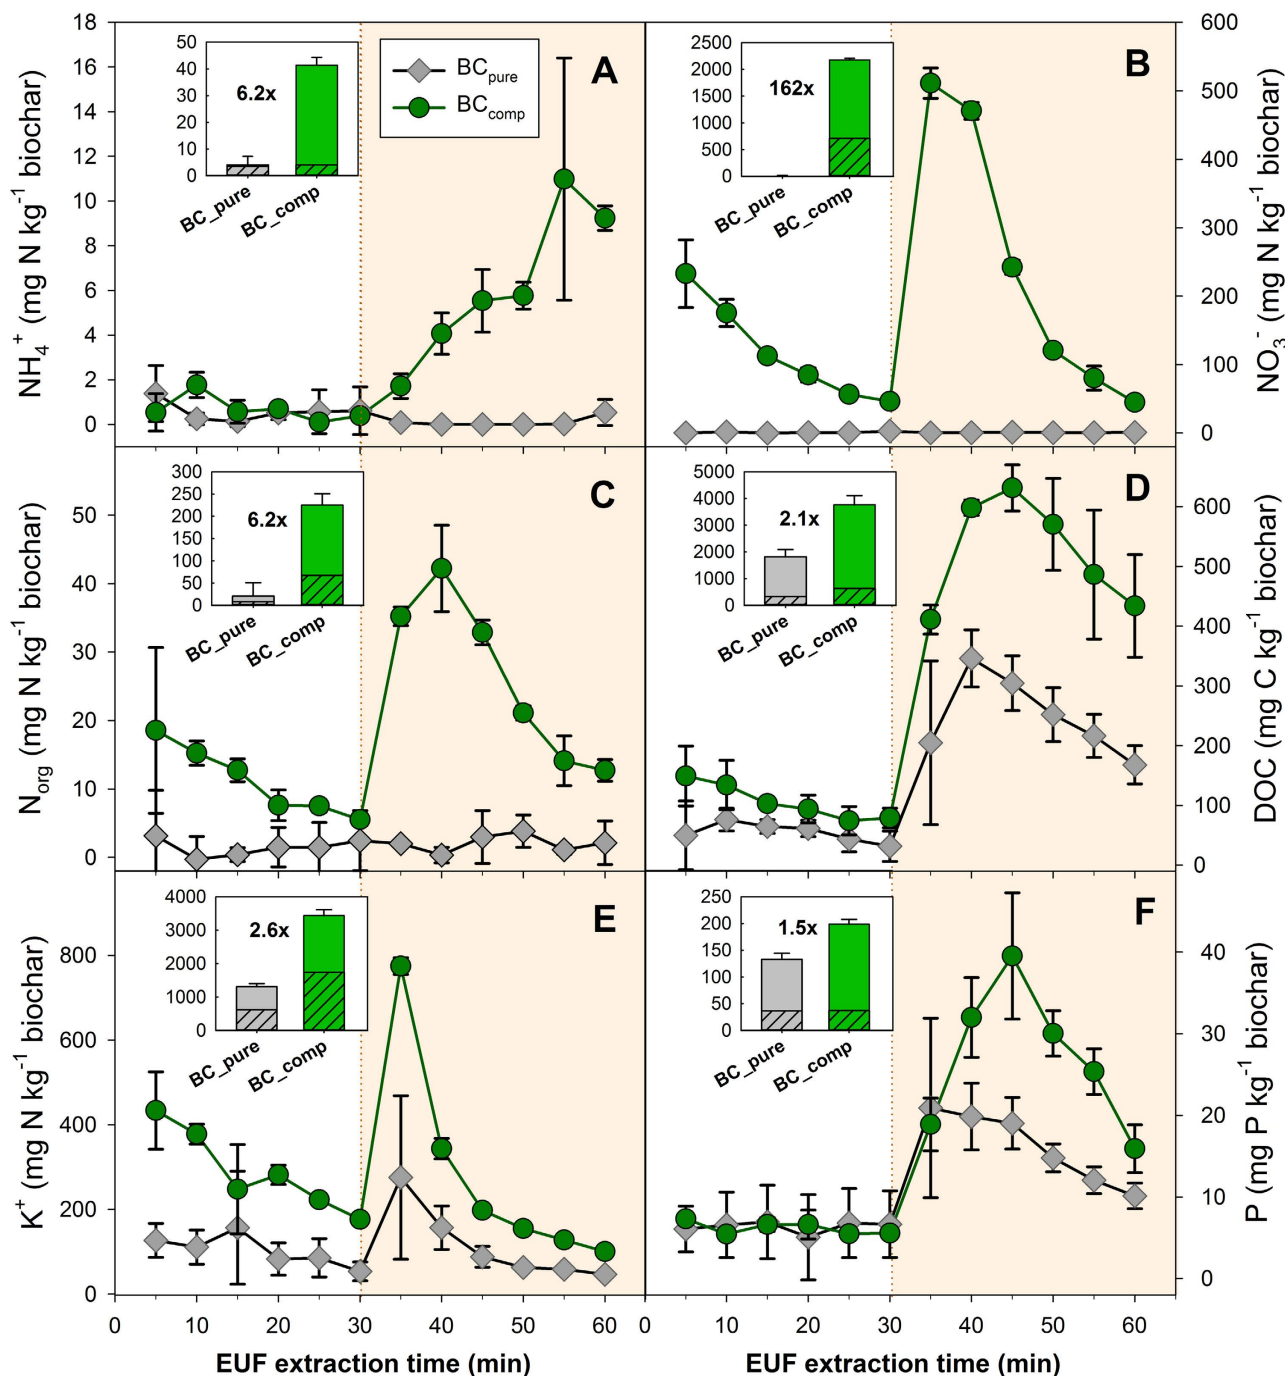 A
NH₄⁺ (mg N kg⁻¹ biochar)
18
16
14
12
10
8
6
4
2
0
50
40
30
20
10
0
6.2x
BC_pure
BC_comp
BCpure
BCcomp
B
NO₃⁻ (mg N kg⁻¹ biochar)
600
500
400
300
200
100
0
2500
2000
1500
1000
500
0
162x
BC_pure
BC_comp
C
Norg (mg N kg⁻¹ biochar)
50
40
30
20
10
0
300
250
200
150
100
50
0
6.2x
BC_pure
BC_comp
D
DOC (mg C kg⁻¹ biochar)
600
500
400
300
200
100
0
5000
4000
3000
2000
1000
0
2.1x
BC_pure
BC_comp
E
K⁺ (mg N kg⁻¹ biochar)
800
600
400
200
0
4000
3000
2000
1000
0
2.6x
BC_pure
BC_comp
F
P (mg P kg⁻¹ biochar)
40
30
20
10
0
250
200
150
100
50
0
1.5x
BC_pure
BC_comp
0 10 20 30 40 50 60
0 10 20 30 40 50 60
EUF extraction time (min)
EUF extraction time (min)